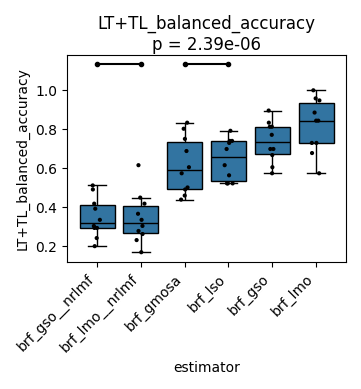 LT+TL_balanced_accuracy
p = 2.39e-06
LT+TL_balanced_accuracy
1.0
0.8
0.6
0.4
0.2
brf_gso__nrlmf
brf_lmo__nrlmf
brf_gmosa
brf_lso
brf_gso
brf_lmo
estimator